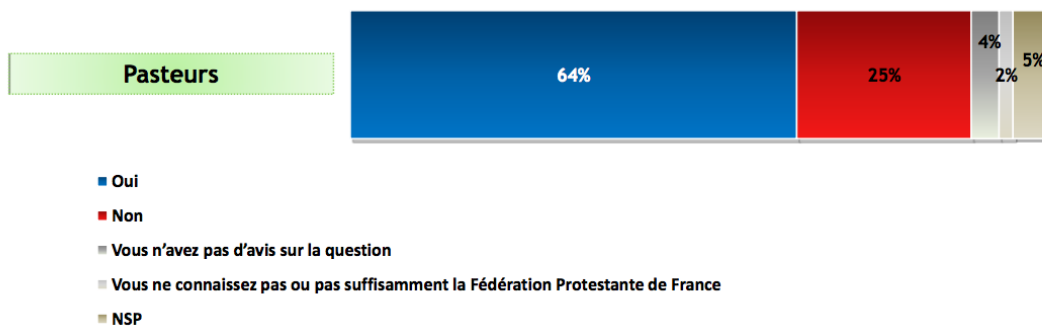 Pasteurs
64%
25%
4%
2%
5%
Oui
Non
Vous n'avez pas d'avis sur la question
Vous ne connaissez pas ou pas suffisamment la Fédération Protestante de France
NSP